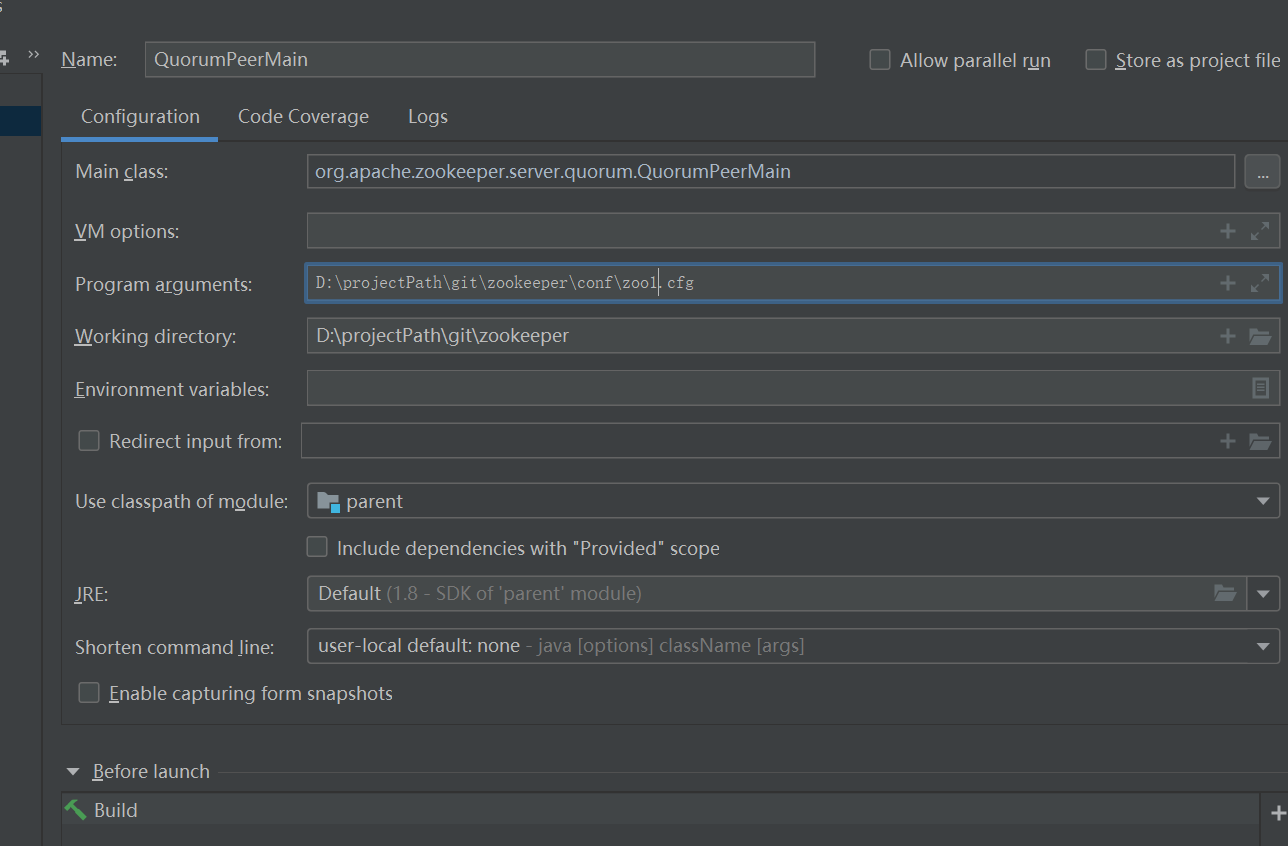 Name: QuorumPeerMain Allow parallel run Store as project file
Configuration Code Coverage Logs
Main class: org.apache.zookeeper.server.quorum.QuorumPeerMain ...
VM options:
Program arguments: D:\projectPath\git\zookeeper\conf\zoo1.cfg
Working directory: D:\projectPath\git\zookeeper
Environment variables:
Redirect input from:
Use classpath of module: parent
Include dependencies with "Provided" scope
JRE: Default (1.8 - SDK of 'parent' module)
Shorten command line: user-local default: none - java [options] className [args]
Enable capturing form snapshots
Before launch
Build